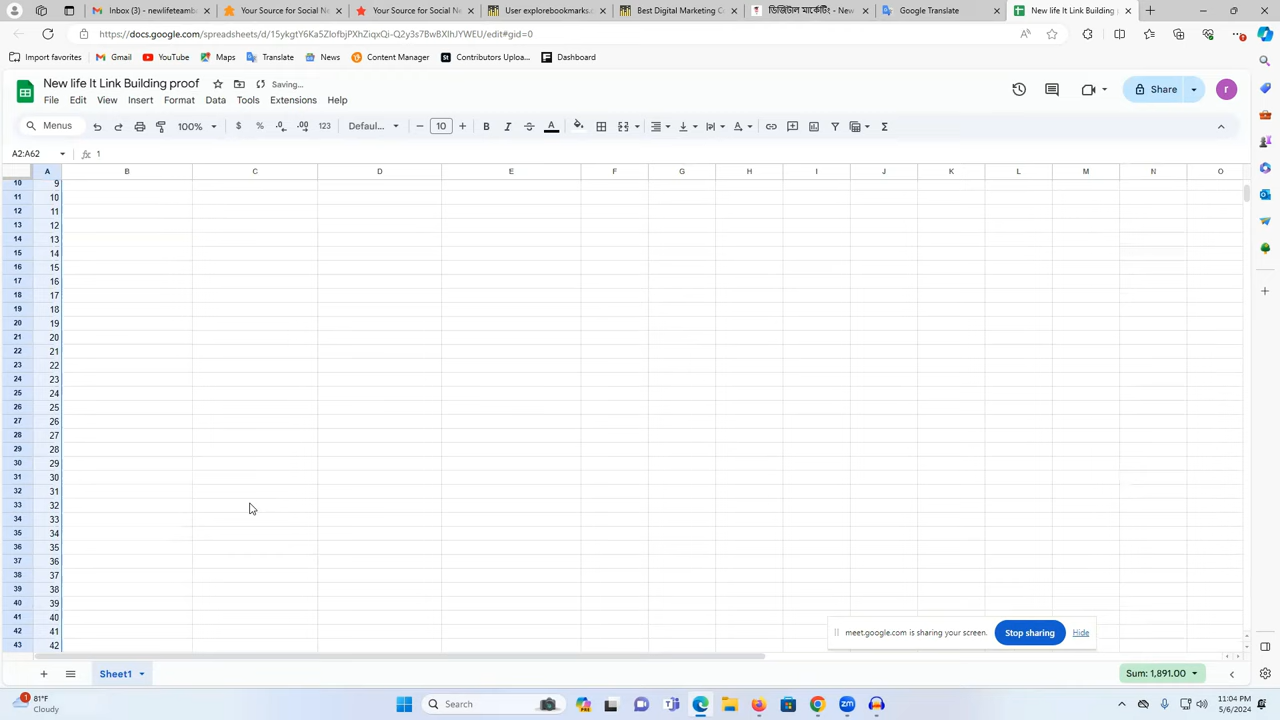 Inbox (3) - newlifeteamb
Your Source for Social Ne
Your Source for Social Ne
User explorebookmarks.c
Best Digital Marketing C
ডিজিটাল মার্কেটিং - New
Google Translate
New life It Link Building
https://docs.google.com/spreadsheets/d/15ykgtY6Ka5ZIofbjPXhZiqxQi-Q2y3s7BwBXIhJYWEU/edit#gid=0
Import favorites Gmail YouTube Maps Translate News Content Manager Contributors Uploa... Dashboard
New life It Link Building proof
Saving...
File Edit View Insert Format Data Tools Extensions Help
Share
r
Menus 100% $ % .0 .00 123 Defaul... 10 B I A
A2:A62 fx 1
A B C D E F G H I J K L M N O
10 9
11 10
12 11
13 12
14 13
15 14
16 15
17 16
18 17
19 18
20 19
21 20
22 21
23 22
24 23
25 24
26 25
27 26
28 27
29 28
30 29
31 30
32 31
33 32
34 33
35 34
36 35
37 36
38 37
39 38
40 39
41 40
42 41
43 42
meet.google.com is sharing your screen. Stop sharing Hide
Sheet1
Sum: 1,891.00
81°F
Cloudy
Search
11:04 PM
5/6/2024